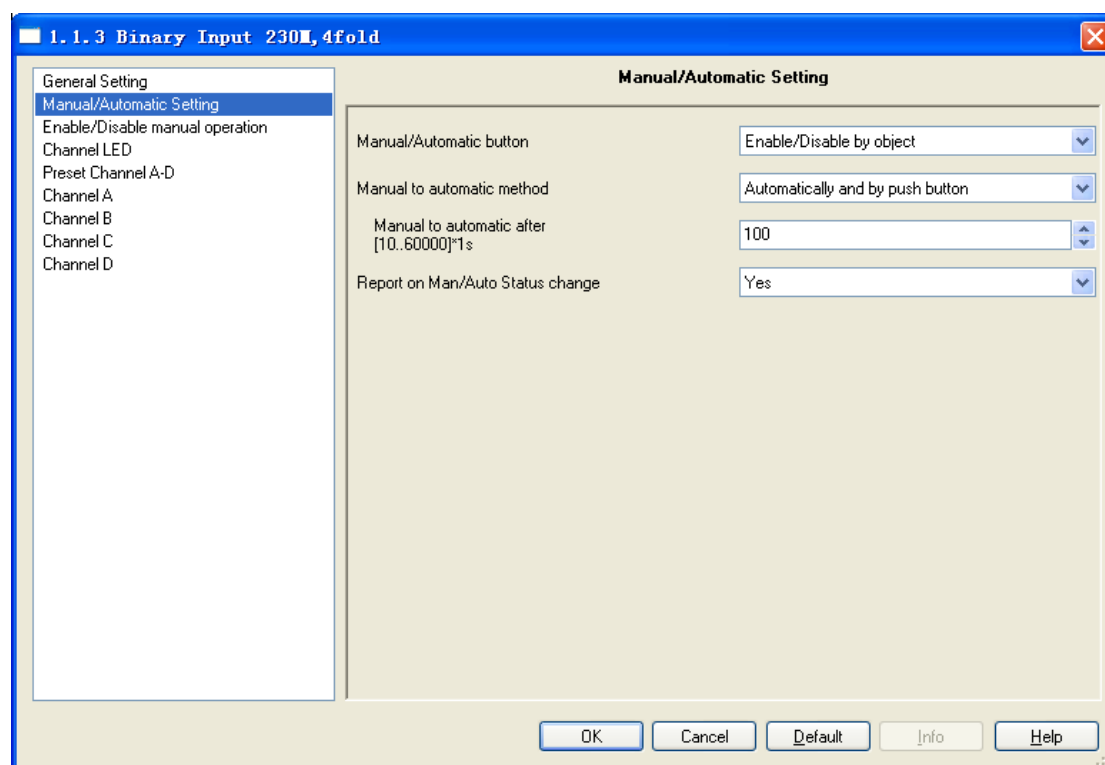 1.1.3 Binary Input 230M,4fold
General Setting
Manual/Automatic Setting
Enable/Disable manual operation
Channel LED
Preset Channel A-D
Channel A
Channel B
Channel C
Channel D
Manual/Automatic Setting
Manual/Automatic button
Enable/Disable by object
Manual to automatic method
Automatically and by push button
Manual to automatic after
[10..60000]*1s
100
Report on Man/Auto Status change
Yes
OK
Cancel
Default
Info
Help